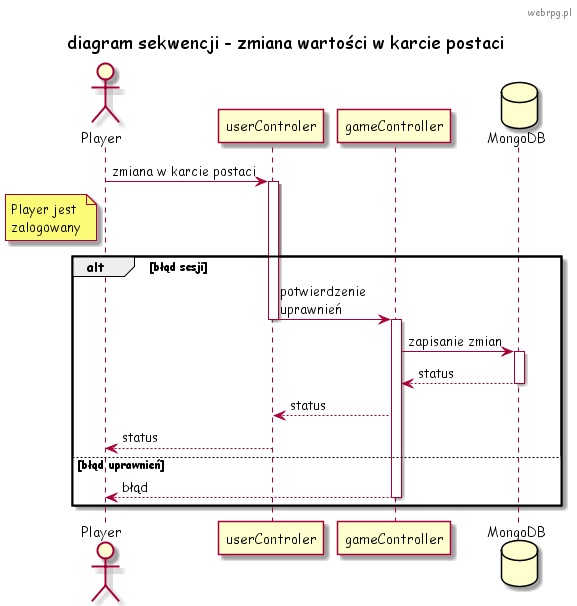 webrpg.pl
diagram sekwencji - zmiana wartości w karcie postaci
Player
userControler
gameController
MongoDB
zmiana w karcie postaci
Player jest
zalogowany
alt
[błąd sesji]
potwierdzenie
uprawnień
zapisanie zmian
status
status
status
[błąd uprawnień]
błąd
Player
userControler
gameController
MongoDB